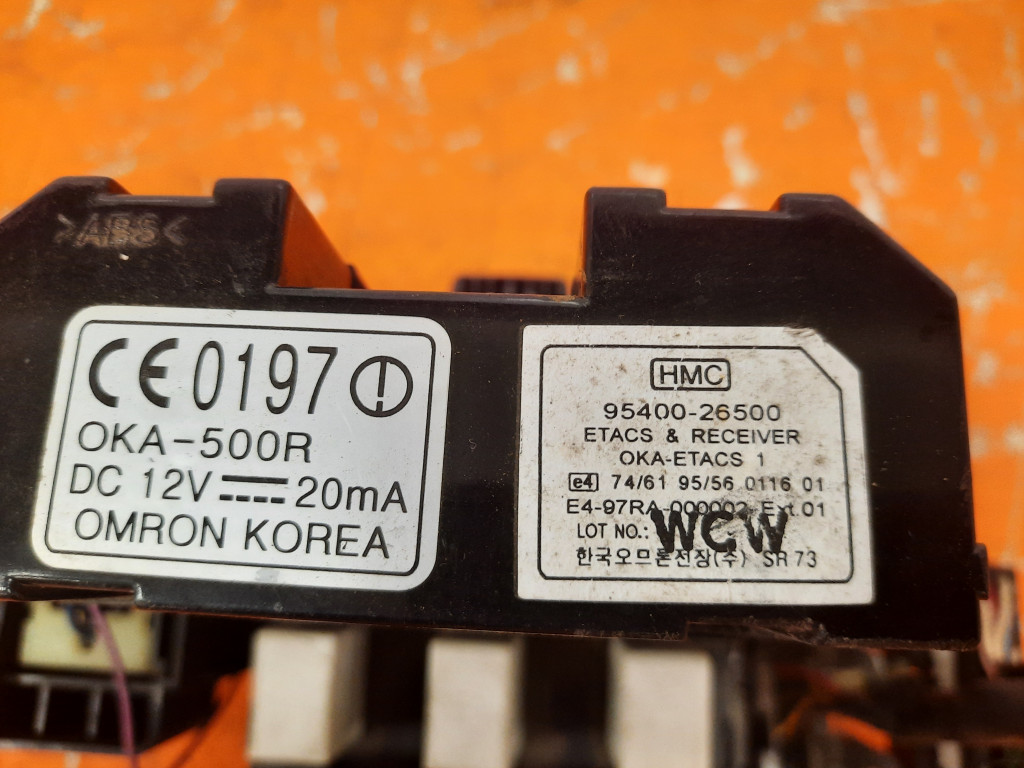 >ABS<
CE 0197
OKA-500R
DC 12V 20mA
OMRON KOREA
HMC
95400-26500
ETACS & RECEIVER
OKA-ETACS 1
e4 74/61 95/56 0116 01
E4-97RA-000002 Ext.01
LOT NO.: WCW
한국오므론전장(주) SR73